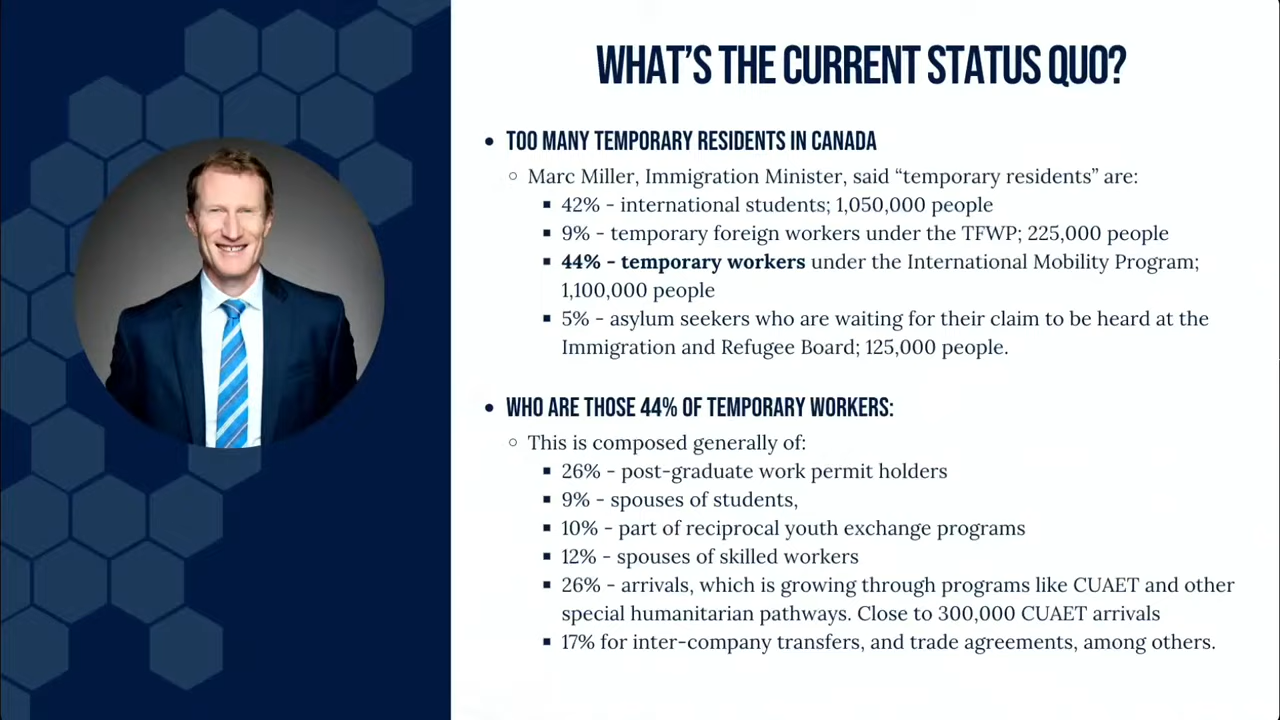 WHAT'S THE CURRENT STATUS QUO?
• TOO MANY TEMPORARY RESIDENTS IN CANADA
○ Marc Miller, Immigration Minister, said “temporary residents” are:
▪ 42% - international students; 1,050,000 people
▪ 9% - temporary foreign workers under the TFWP; 225,000 people
▪ 44% - temporary workers under the International Mobility Program;
1,100,000 people
▪ 5% - asylum seekers who are waiting for their claim to be heard at the
Immigration and Refugee Board; 125,000 people.
• WHO ARE THOSE 44% OF TEMPORARY WORKERS:
○ This is composed generally of:
▪ 26% - post-graduate work permit holders
▪ 9% - spouses of students,
▪ 10% - part of reciprocal youth exchange programs
▪ 12% - spouses of skilled workers
▪ 26% - arrivals, which is growing through programs like CUAET and other
special humanitarian pathways. Close to 300,000 CUAET arrivals
▪ 17% for inter-company transfers, and trade agreements, among others.